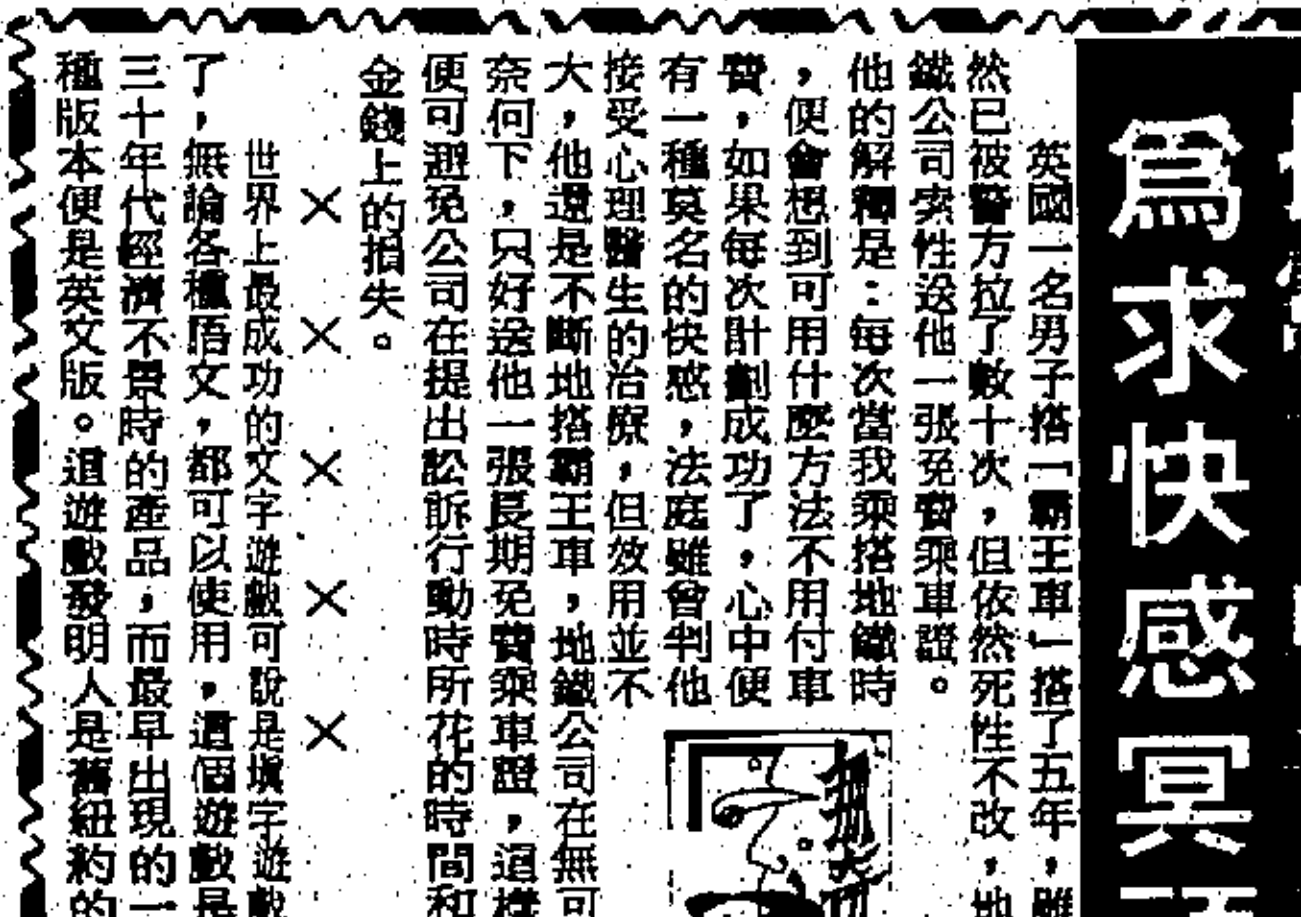 為求快感冥
英國一名男子搭「霸王車」搭了五年，雖
然已被警方拉了數十次，但依然死性不改，地
鐵公司索性送他一張免費乘車證。
他的解釋是：每次當我乘搭地鐵時
，便會想到可用什麼方法不用付車
費，如果每次計劃成功了，心中便
有一種莫名的快感，法庭雖曾判他
接受心理醫生的治療，但效用並不
大，他還是不斷地搭霸王車，地鐵公司在無可
奈何下，只好送他一張長期免費乘車證，這樣
便可避免公司在提出訟訴行動時所花的時間和
金錢上的損失。
×××××
世界上最成功的文字遊戲可說是填字遊戲
了，無論各種語文，都可以使用，這個遊戲是
三十年代經濟不景時的產品，而最早出現的一
種版本便是英文版。這遊戲發明人是舊紐約的